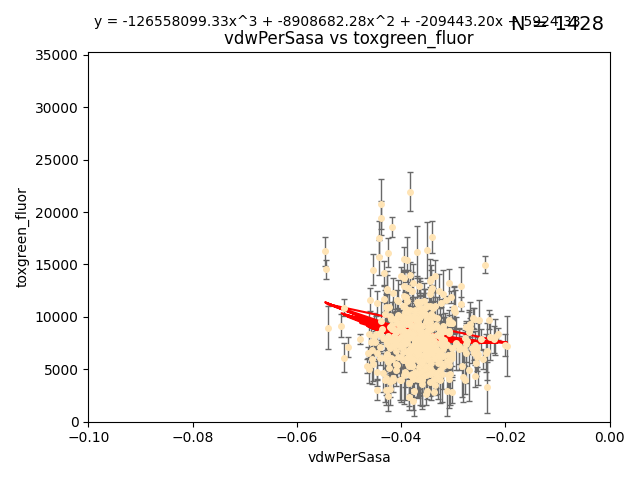 y = -126558099.33x^3 + -8908682.28x^2 + -209443.20x + 5924.33
N = 1428
vdwPerSasa vs toxgreen_fluor
35000
30000
25000
20000
15000
10000
5000
0
toxgreen_fluor
−0.10
−0.08
−0.06
−0.04
−0.02
0.00
vdwPerSasa